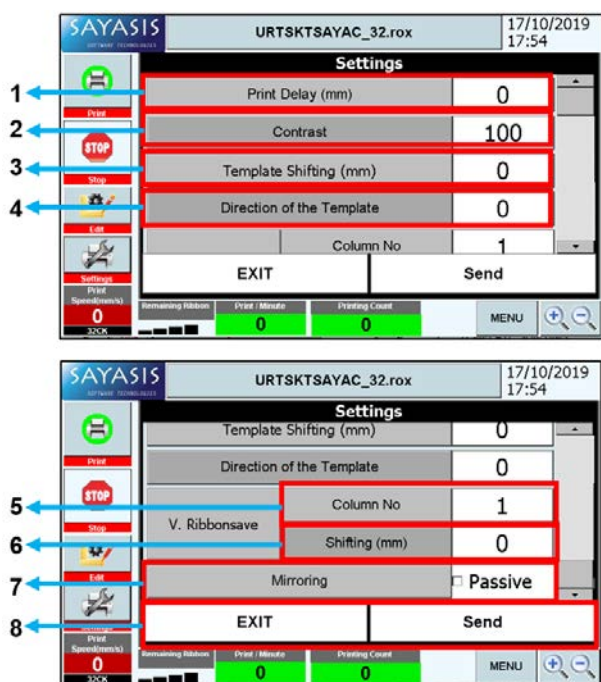 SAYASIS
SOFTWARE TECHNOLOGIES
URTSKTSAYAC_32.rox
17/10/2019
17:54
Settings
1
Print Delay (mm)
0
Print
2
Contrast
100
STOP
3
Template Shifting (mm)
0
Stop
4
Direction of the Template
0
Edit
Column No
1
EXIT
Send
Settings
Print
Speed(mm/s)
0
32CK
Remaining Ribbon
Print / Minute
0
Printing Count
0
MENU
SAYASIS
SOFTWARE TECHNOLOGIES
URTSKTSAYAC_32.rox
17/10/2019
17:54
Settings
Template Shifting (mm)
0
Print
Direction of the Template
0
STOP
5
V. Ribbonsave
Column No
1
Stop
6
Shifting (mm)
0
Edit
7
Mirroring
Passive
8
EXIT
Send
Print
Speed(mm/s)
0
32CK
Remaining Ribbon
Print / Minute
0
Printing Count
0
MENU